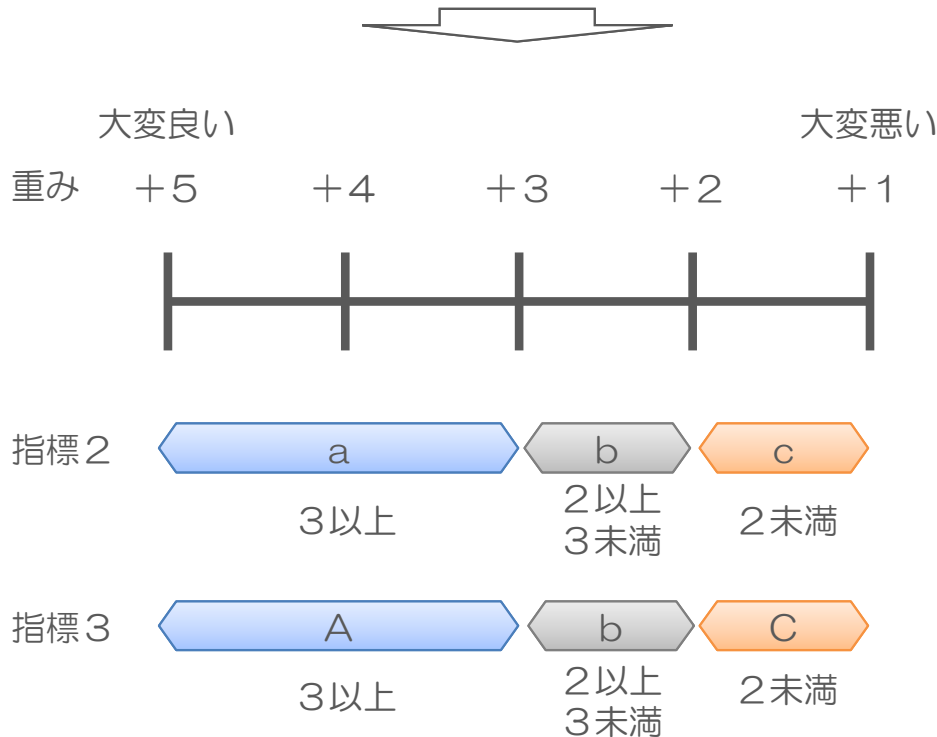 大変良い 大変悪い
重み ＋５ ＋４ ＋３ ＋２ ＋１
指標２ ａ ｂ ｃ
３以上 ２以上 ２未満
３未満
指標３ Ａ ｂ Ｃ
３以上 ２以上 ２未満
３未満